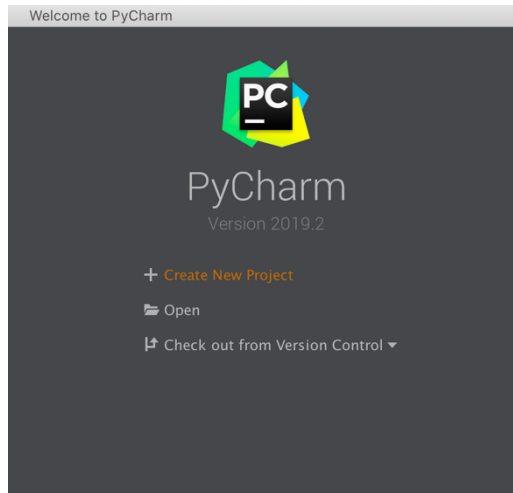 Welcome to PyCharm
PC
PyCharm
Version 2019.2
Create New Project
Open
Check out from Version Control